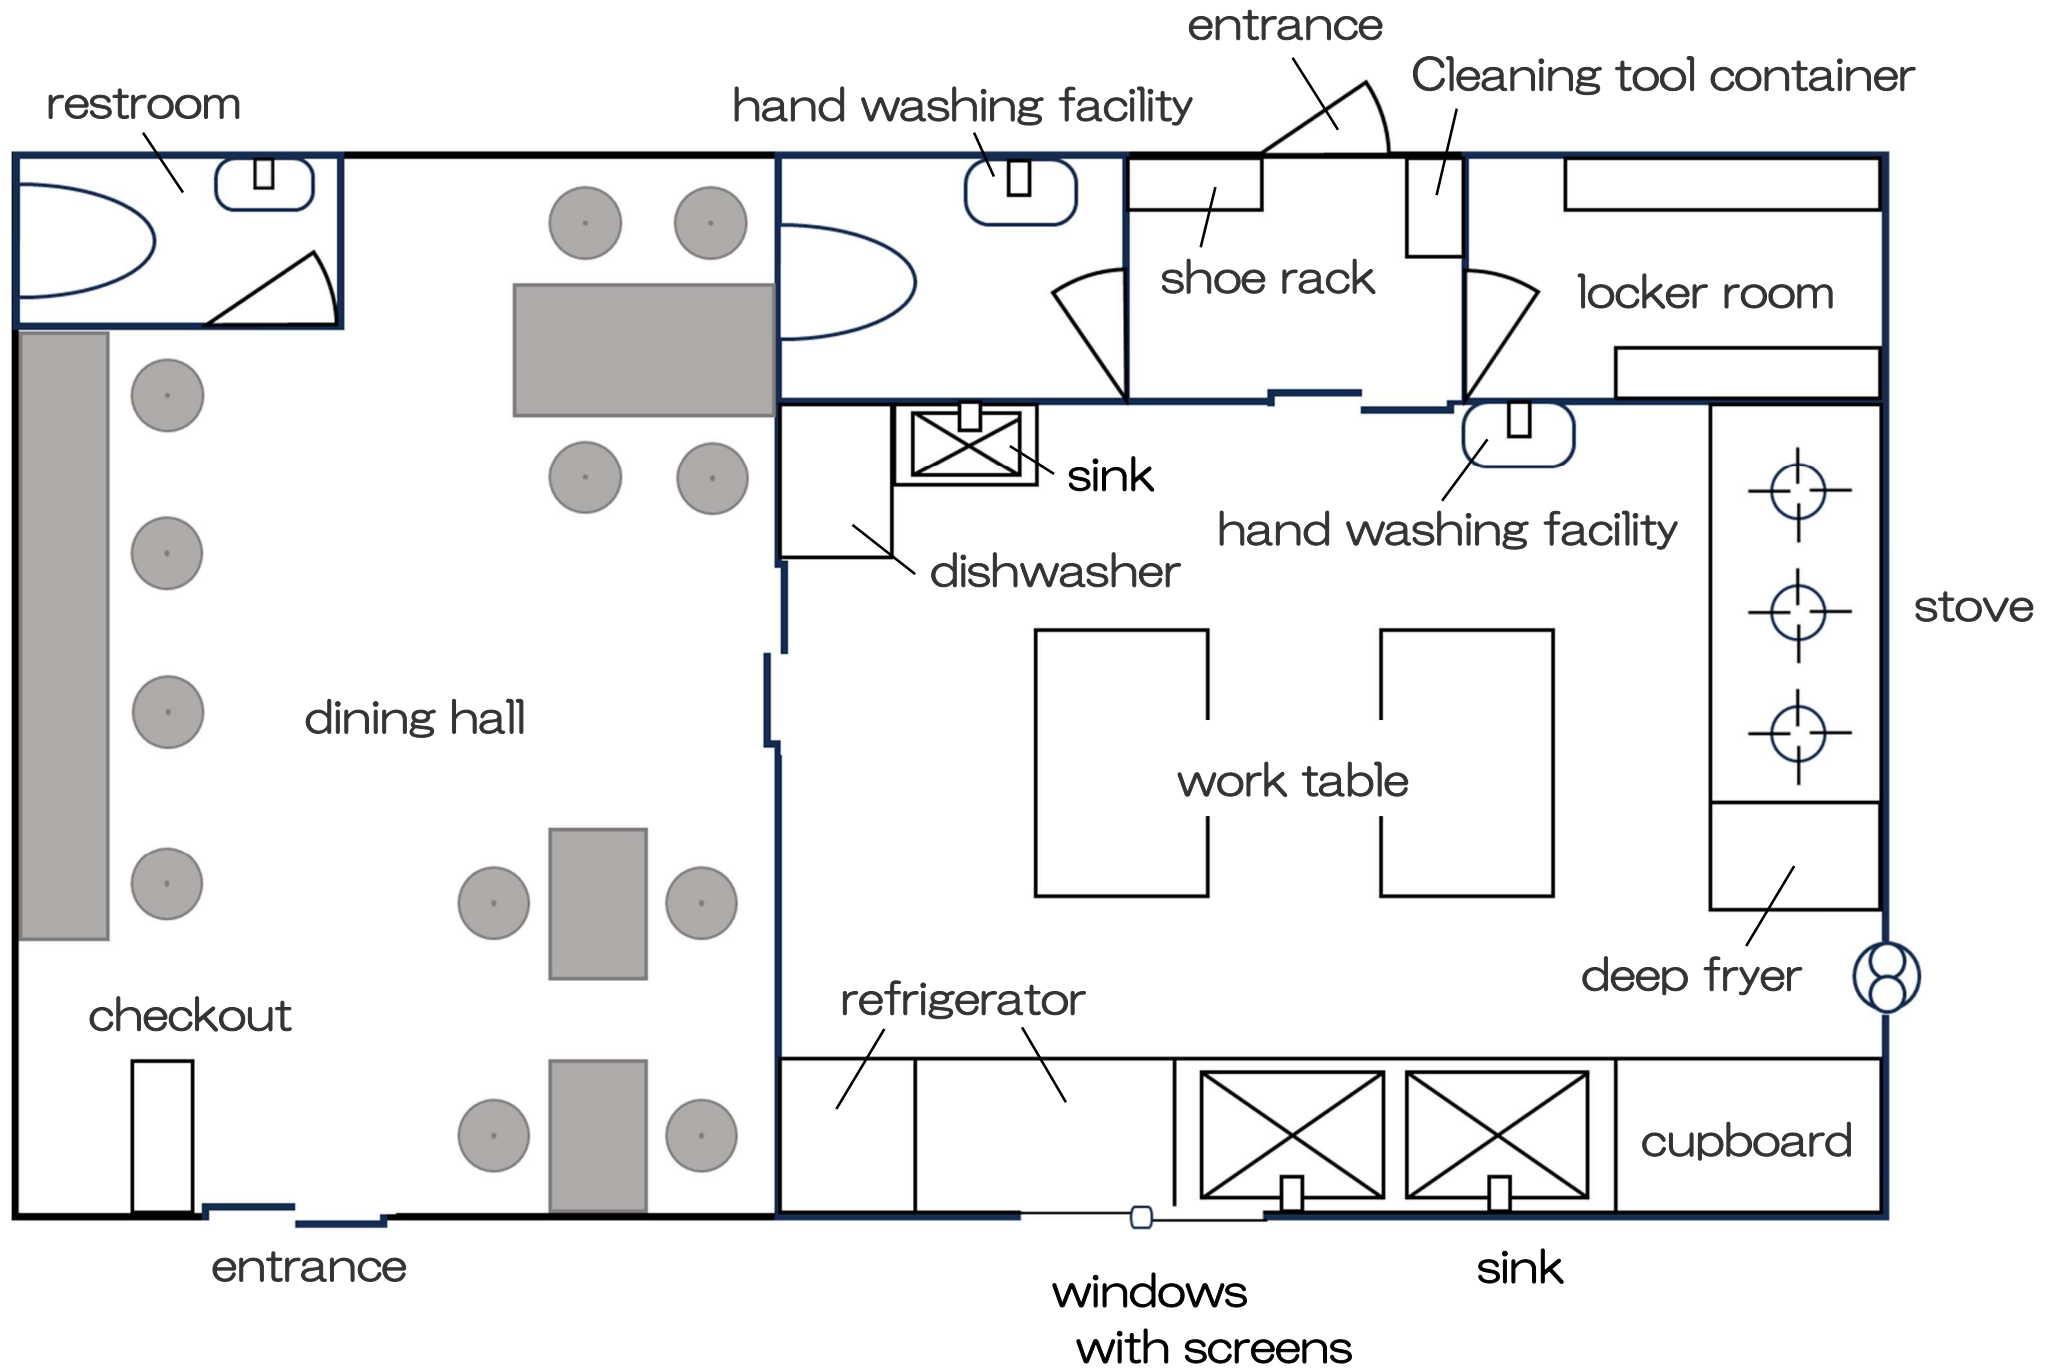 entrance
Cleaning tool container
restroom
hand washing facility
shoe rack
locker room
sink
hand washing facility
dishwasher
stove
dining hall
work table
deep fryer
refrigerator
checkout
cupboard
entrance
sink
windows
with screens